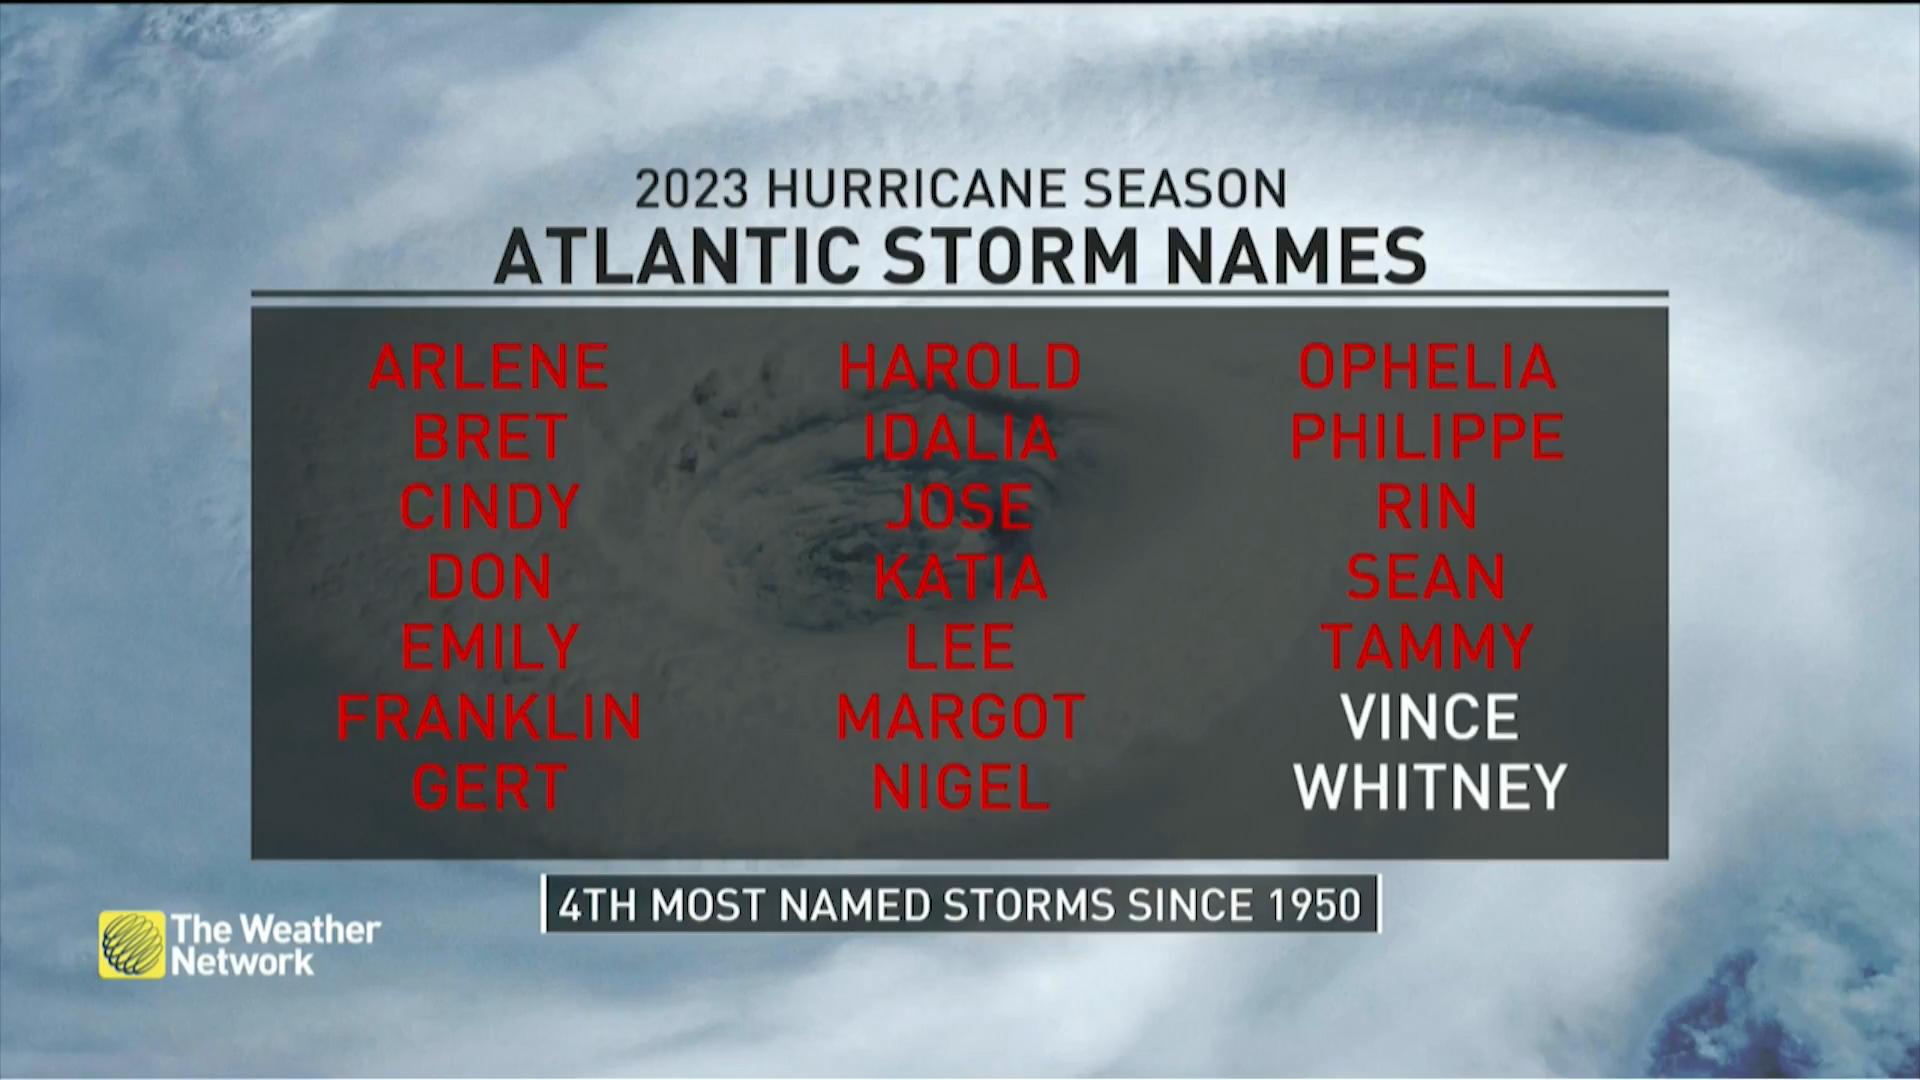 2023 HURRICANE SEASON
ATLANTIC STORM NAMES
ARLENE
BRET
CINDY
DON
EMILY
FRANKLIN
GERT
HAROLD
IDALIA
JOSE
KATIA
LEE
MARGOT
NIGEL
OPHELIA
PHILIPPE
RIN
SEAN
TAMMY
VINCE
WHITNEY
4TH MOST NAMED STORMS SINCE 1950
The Weather
Network